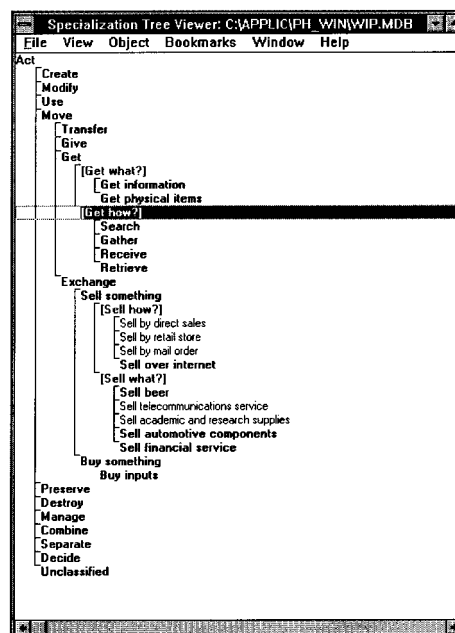 Specialization Tree Viewer: C:\APPLIC\PH_WIN\WIP.MDB
File View Object Bookmarks Window Help
Act
Create
Modify
Use
Move
Transfer
Give
Get
[Get what?]
Get information
Get physical items
[Get how?]
Search
Gather
Receive
Retrieve
Exchange
Sell something
[Sell how?]
Sell by direct sales
Sell by retail store
Sell by mail order
Sell over internet
[Sell what?]
Sell beer
Sell telecommunications service
Sell academic and research supplies
Sell automotive components
Sell financial service
Buy something
Buy inputs
Preserve
Destroy
Manage
Combine
Separate
Decide
Unclassified